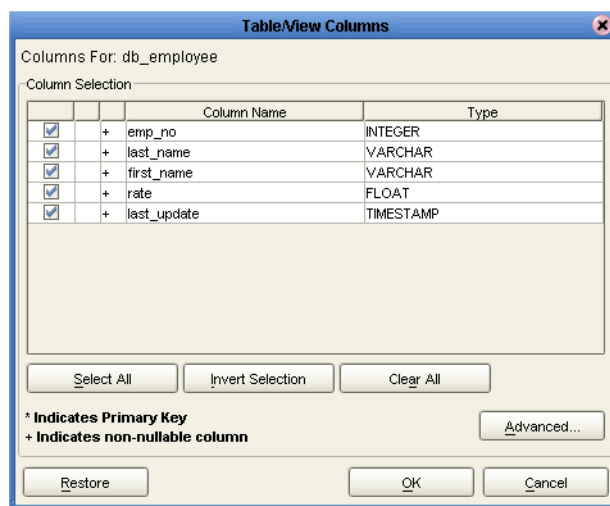 Table/View Columns
Columns For: db_employee
Column Selection
Column Name Type
+ emp_no INTEGER
+ last_name VARCHAR
+ first_name VARCHAR
+ rate FLOAT
+ last_update TIMESTAMP
Select All Invert Selection Clear All
* Indicates Primary Key
+ Indicates non-nullable column
Advanced...
Restore OK Cancel